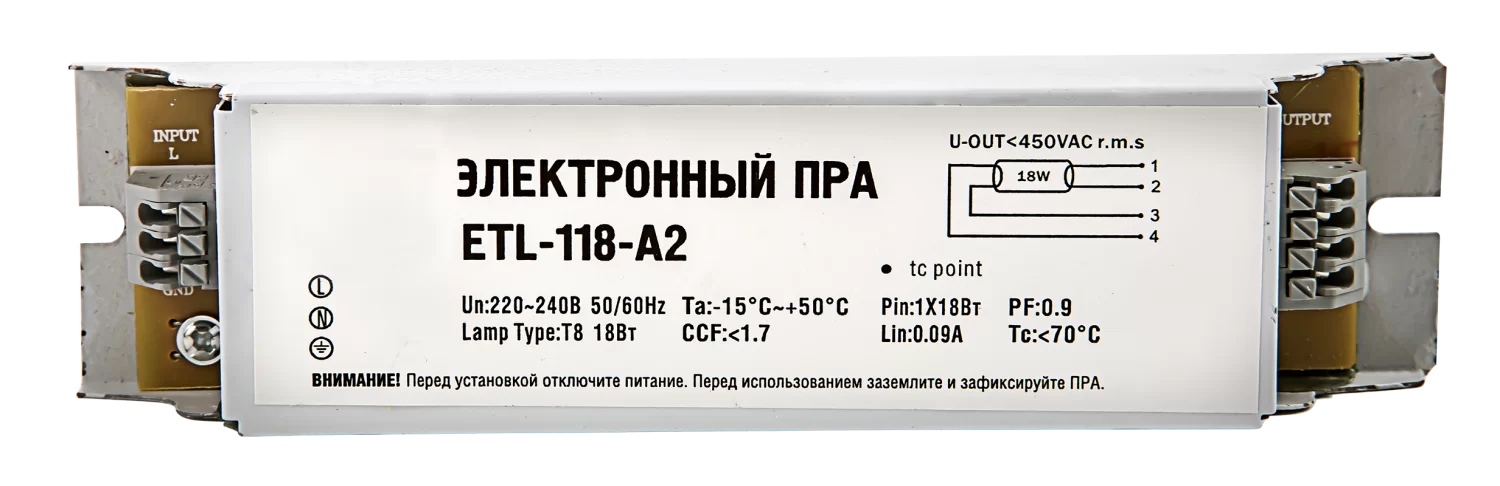 INPUT
L
GND
ЭЛЕКТРОННЫЙ ПРА
ETL-118-A2
L
N
Un:220~240В 50/60Hz Ta:-15°C~+50°C Pin:1X18Вт PF:0.9
Lamp Type:T8 18Вт CCF:<1.7 Lin:0.09A Tc:<70°C
ВНИМАНИЕ! Перед установкой отключите питание. Перед использованием заземлите и зафиксируйте ПРА.
U-OUT<450VAC r.m.s
18W
1
2
3
4
• tc point
UTPUT